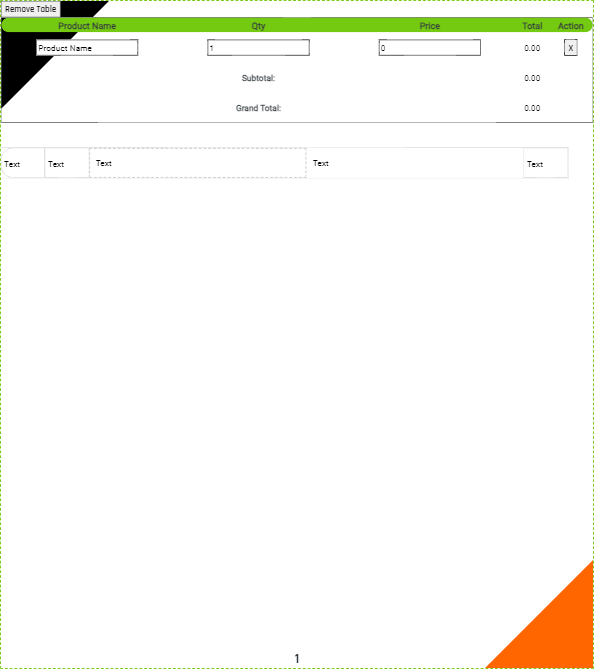 Remove Table
Product Name Qty Price Total Action
Product Name 1 0 0.00 X
Subtotal: 0.00
Grand Total: 0.00
Text Text Text Text Text
1